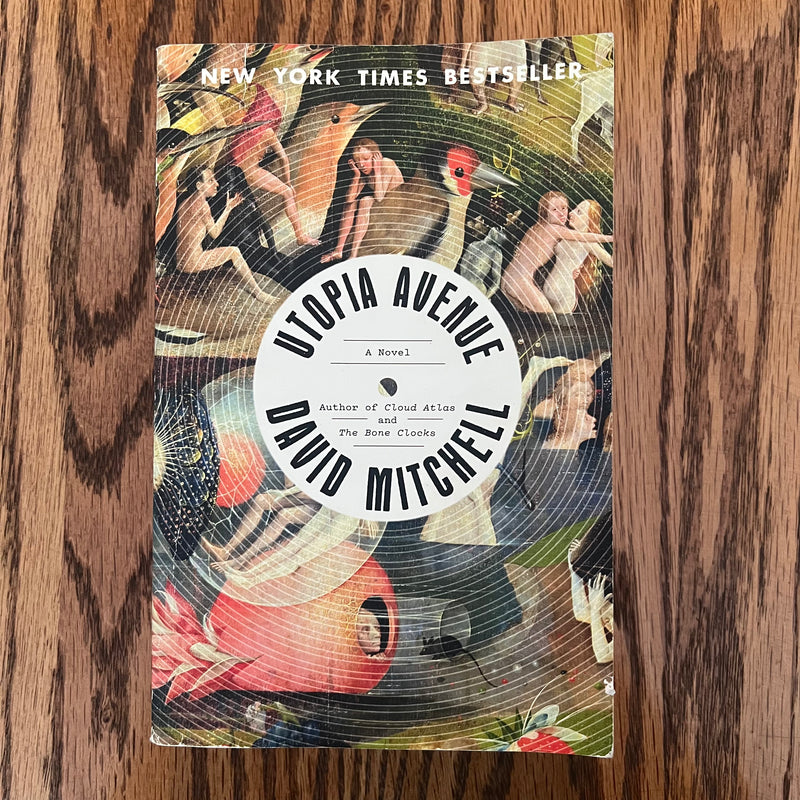 NEW YORK TIMES BESTSELLER
UTOPIA AVENUE
A Novel
Author of Cloud Atlas
and
The Bone Clocks
DAVID MITCHELL